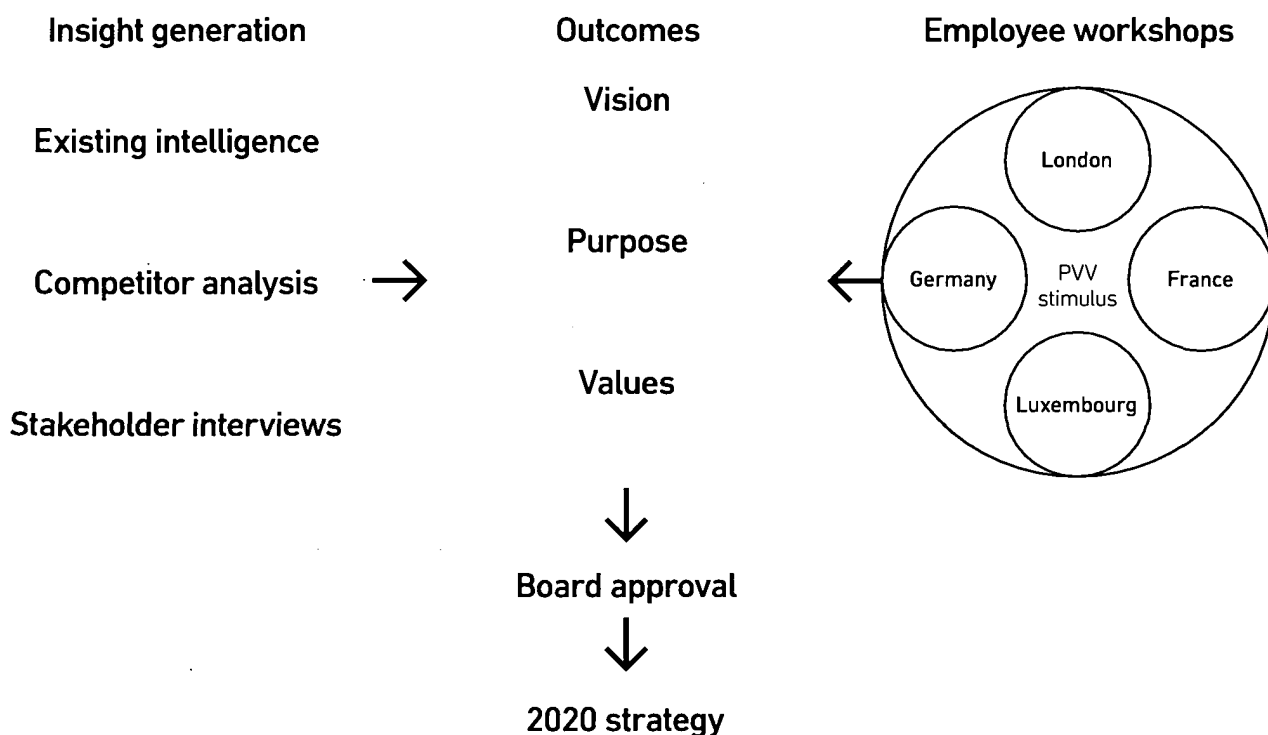 Insight generation
Existing intelligence
Competitor analysis
Stakeholder interviews
Outcomes
Vision
Purpose
Values
Board approval
2020 strategy
Employee workshops
London
Germany
PVV
stimulus
France
Luxembourg